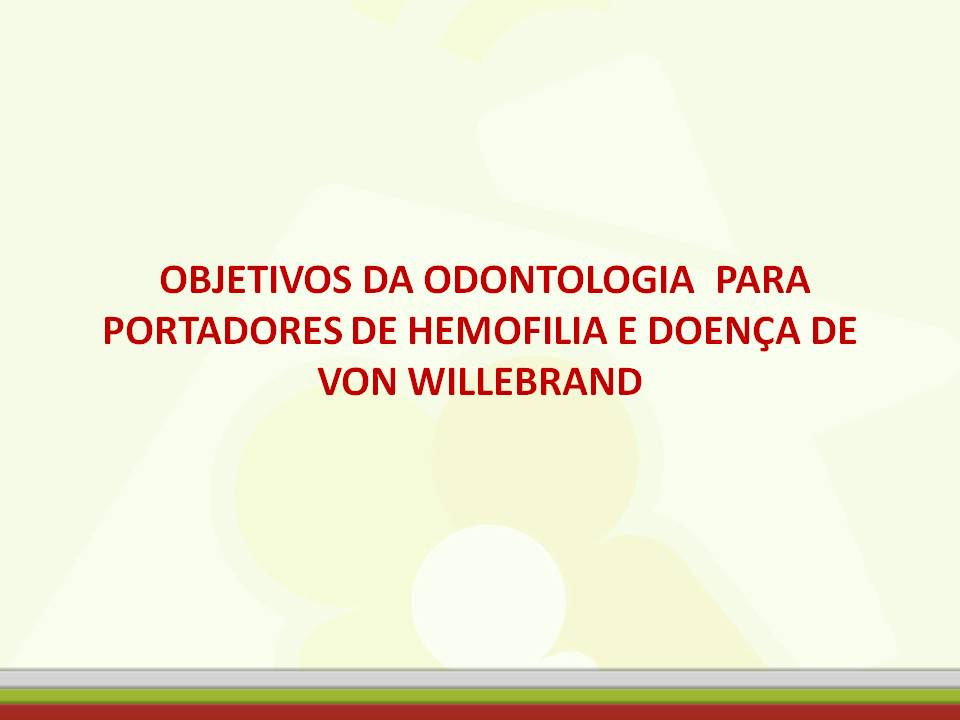 OBJETIVOS DA ODONTOLOGIA  PARA
PORTADORES DE HEMOFILIA E DOENÇA DE
VON WILLEBRAND